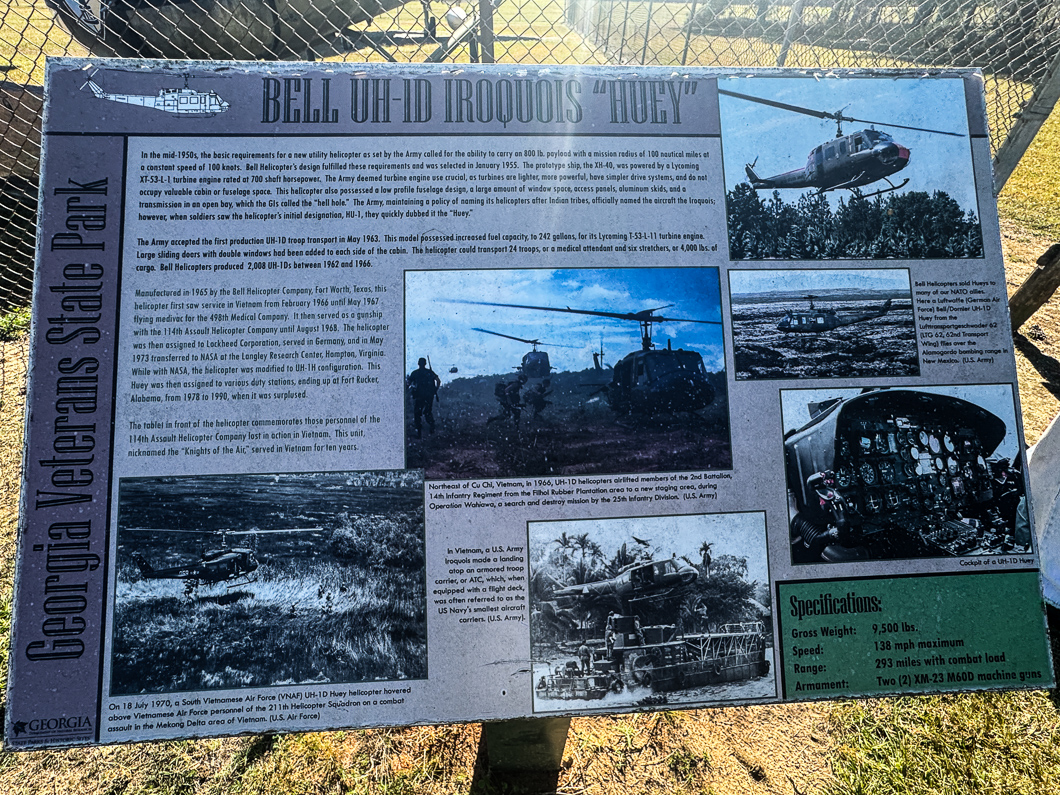 BELL UH-1D IROQUOIS "HUEY"
Georgia Veterans State Park
In the mid-1950s, the basic requirements for a new utility helicopter as set by the Army called for the ability to carry an 800 lb. payload with a mission radius of 100 nautical miles at
a constant speed of 100 knots. Bell Helicopter's design fulfilled these requirements and was selected in January 1955. The prototype ship, the XH-40, was powered by a Lycoming
XT-53-L-1 turbine engine rated at 700 shaft horsepower. The Army deemed turbine engine use crucial, as turbines are lighter, more powerful, have simpler drive systems, and do not
occupy valuable cabin or fuselage space. This helicopter also possessed a low profile fuselage design, a large amount of window space, access panels, aluminum skids, and a
transmission in an open bay, which the GIs called the "hell hole." The Army, maintaining a policy of naming its helicopters after Indian tribes, officially named the aircraft the Iroquois;
however, when soldiers saw the helicopter's initial designation, HU-1, they quickly dubbed it the "Huey."
The Army accepted the first production UH-1D troop transport in May 1963. This model possessed increased fuel capacity, to 242 gallons, for its Lycoming T-53-L-11 turbine engine.
Large sliding doors with double windows had been added to each side of the cabin. The helicopter could transport 24 troops, or a medical attendant and six stretchers, or 4,000 lbs. of
cargo. Bell Helicopters produced 2,008 UH-1Ds between 1962 and 1966.
Manufactured in 1965 by the Bell Helicopter Company, Fort Worth, Texas, this
helicopter first saw service in Vietnam from February 1966 until May 1967
flying medivac for the 498th Medical Company. It then served as a gunship
with the 114th Assault Helicopter Company until August 1968. The helicopter
was then assigned to Lockheed Corporation, served in Germany, and in May
1973 transferred to NASA at the Langley Research Center, Hampton, Virginia.
While with NASA, the helicopter was modified to UH-1H configuration. This
Huey was then assigned to various duty stations, ending up at Fort Rucker,
Alabama, from 1978 to 1990, when it was surplused.
The tablet in front of the helicopter commemorates those personnel of the
114th Assault Helicopter Company lost in action in Vietnam. This unit,
nicknamed the "Knights of the Air," served in Vietnam for ten years.
Bell Helicopters sold Hueys to
many of our NATO allies.
Here a Luftwaffe (German Air
Force) Bell/Dornier UH-1D
Huey from the
Lufttransportgeschwader 62
(LTG 62, 62nd Transport
Wing) flies over the
Alamogordo bombing range in
New Mexico. (U.S. Army)
Northeast of Cu Chi, Vietnam, in 1966, UH-1D helicopters airlifted members of the 2nd Battalion,
14th Infantry Regiment from the Filhol Rubber Plantation area to a new staging area, during
Operation Wahiawa, a search and destroy mission by the 25th Infantry Division. (U.S. Army)
In Vietnam, a U.S. Army
Iroquois made a landing
atop an armored troop
carrier, or ATC, which, when
equipped with a flight deck,
was often referred to as the
US Navy's smallest aircraft
carriers. (U.S. Army).
Cockpit of a UH-1D Huey
On 18 July 1970, a South Vietnamese Air Force (VNAF) UH-1D Huey helicopter hovered
above Vietnamese Air Force personnel of the 211th Helicopter Squadron on a combat
assault in the Mekong Delta area of Vietnam. (U.S. Air Force)
Specifications:
Gross Weight: 9,500 lbs.
Speed: 138 mph maximum
Range: 293 miles with combat load
Armament: Two (2) XM-23 M60D machine guns
GEORGIA